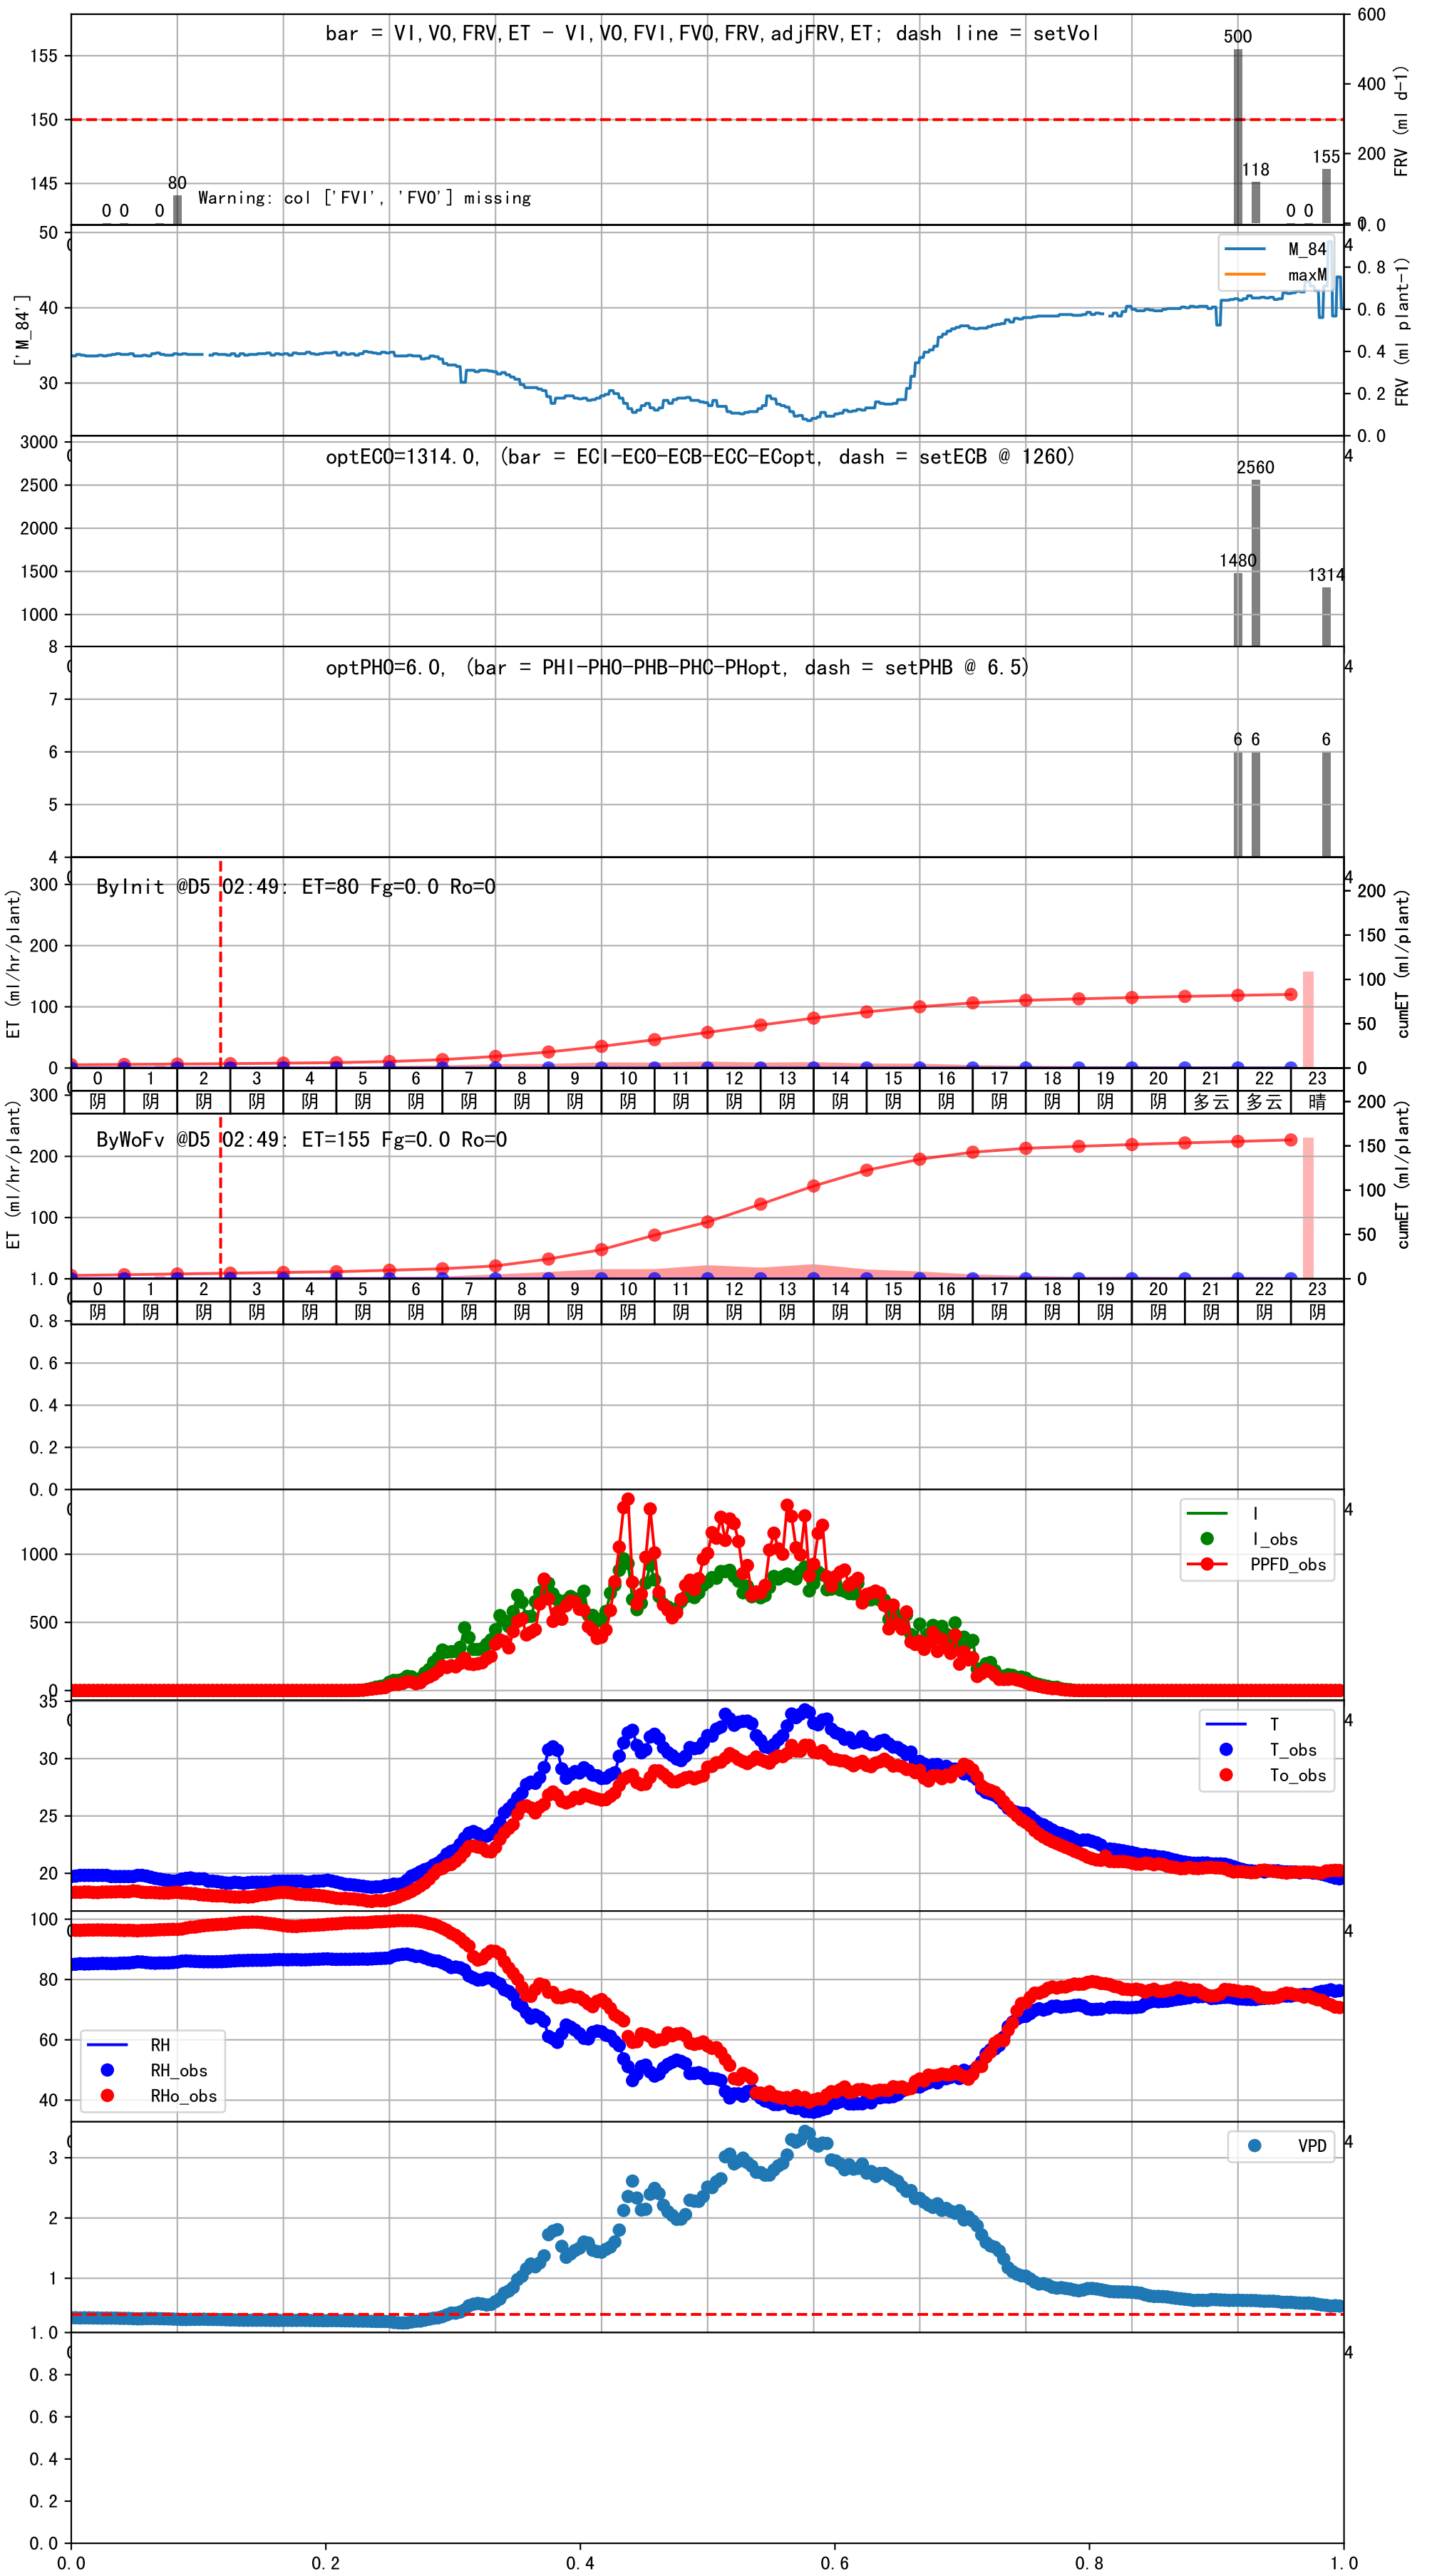 bar = VI,VO,FRV,ET - VI,VO,FVI,FVO,FRV,adjFRV,ET; dash line = setVol
155
150
145
600
400
200
0
FRV (ml d-1)
0 0 0 80
Warning: col ['FVI', 'FVO'] missing
500 118 0 0 155
50
40
30
['M_84']
M_84
maxM
1.0
0.8
0.6
0.4
0.2
0.0
FRV (ml plant-1)
4
3000
2500
2000
1500
1000
optECO=1314.0, (bar = ECI-ECO-ECB-ECC-ECopt, dash = setECB @ 1260)
1480 2560 1314
4
8
7
6
5
4
optPHO=6.0, (bar = PHI-PHO-PHB-PHC-PHopt, dash = setPHB @ 6.5)
6 6 6
4
ByInit @D5 02:49: ET=80 Fg=0.0 Ro=0
300
200
100
0
ET (ml/hr/plant)
4
200
150
100
50
0
cumET (ml/plant)
0 1 2 3 4 5 6 7 8 9 10 11 12 13 14 15 16 17 18 19 20 21 22 23
阴 阴 阴 阴 阴 阴 阴 阴 阴 阴 阴 阴 阴 阴 阴 阴 阴 阴 阴 阴 阴 多云 多云 晴
ByWoFv @D5 02:49: ET=155 Fg=0.0 Ro=0
300
200
100
ET (ml/hr/plant)
200
150
100
50
0
cumET (ml/plant)
0 1 2 3 4 5 6 7 8 9 10 11 12 13 14 15 16 17 18 19 20 21 22 23
阴 阴 阴 阴 阴 阴 阴 阴 阴 阴 阴 阴 阴 阴 阴 阴 阴 阴 阴 阴 阴 阴 阴 阴
1.0
0.8
0.6
0.4
0.2
0.0
1000
500
0
I
I_obs
PPFD_obs
4
35
30
25
20
T
T_obs
To_obs
4
100
80
60
40
RH
RH_obs
RHo_obs
4
3
2
1
VPD
4
1.0
0.8
0.6
0.4
0.2
0.0
4
0.0 0.2 0.4 0.6 0.8 1.0